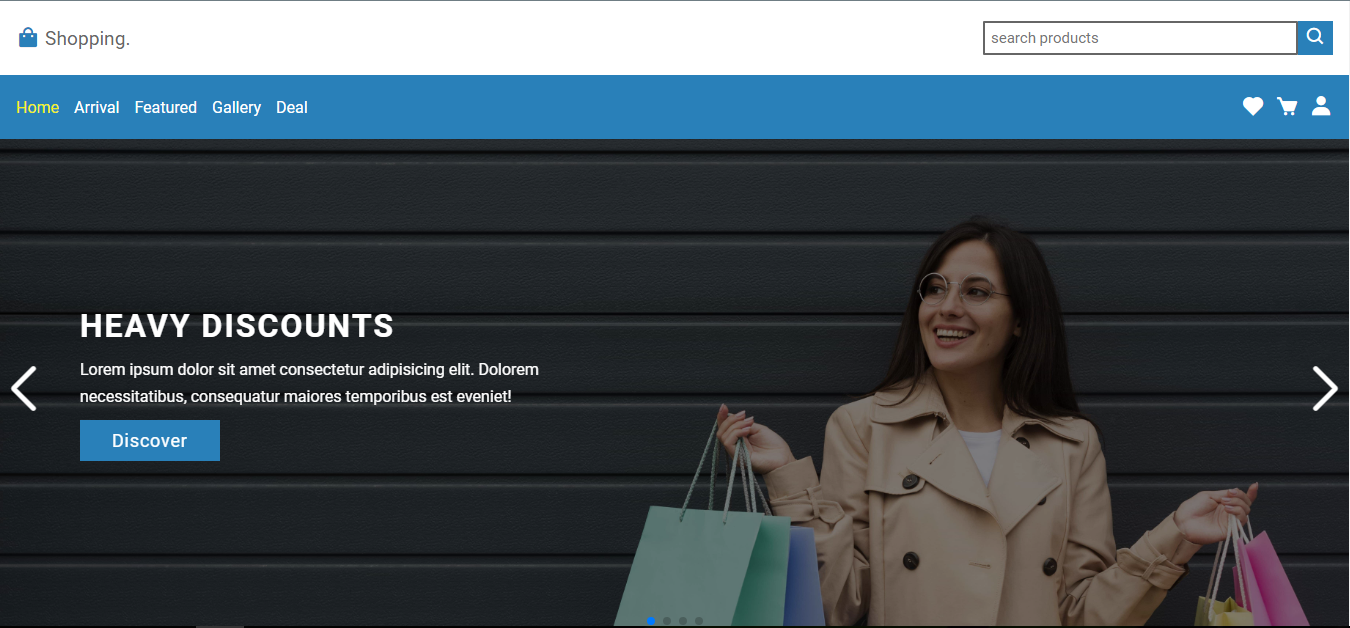 Shopping.
search products
Home Arrival Featured Gallery Deal
HEAVY DISCOUNTS
Lorem ipsum dolor sit amet consectetur adipisicing elit. Dolorem
necessitatibus, consequatur maiores temporibus est eveniet!
Discover